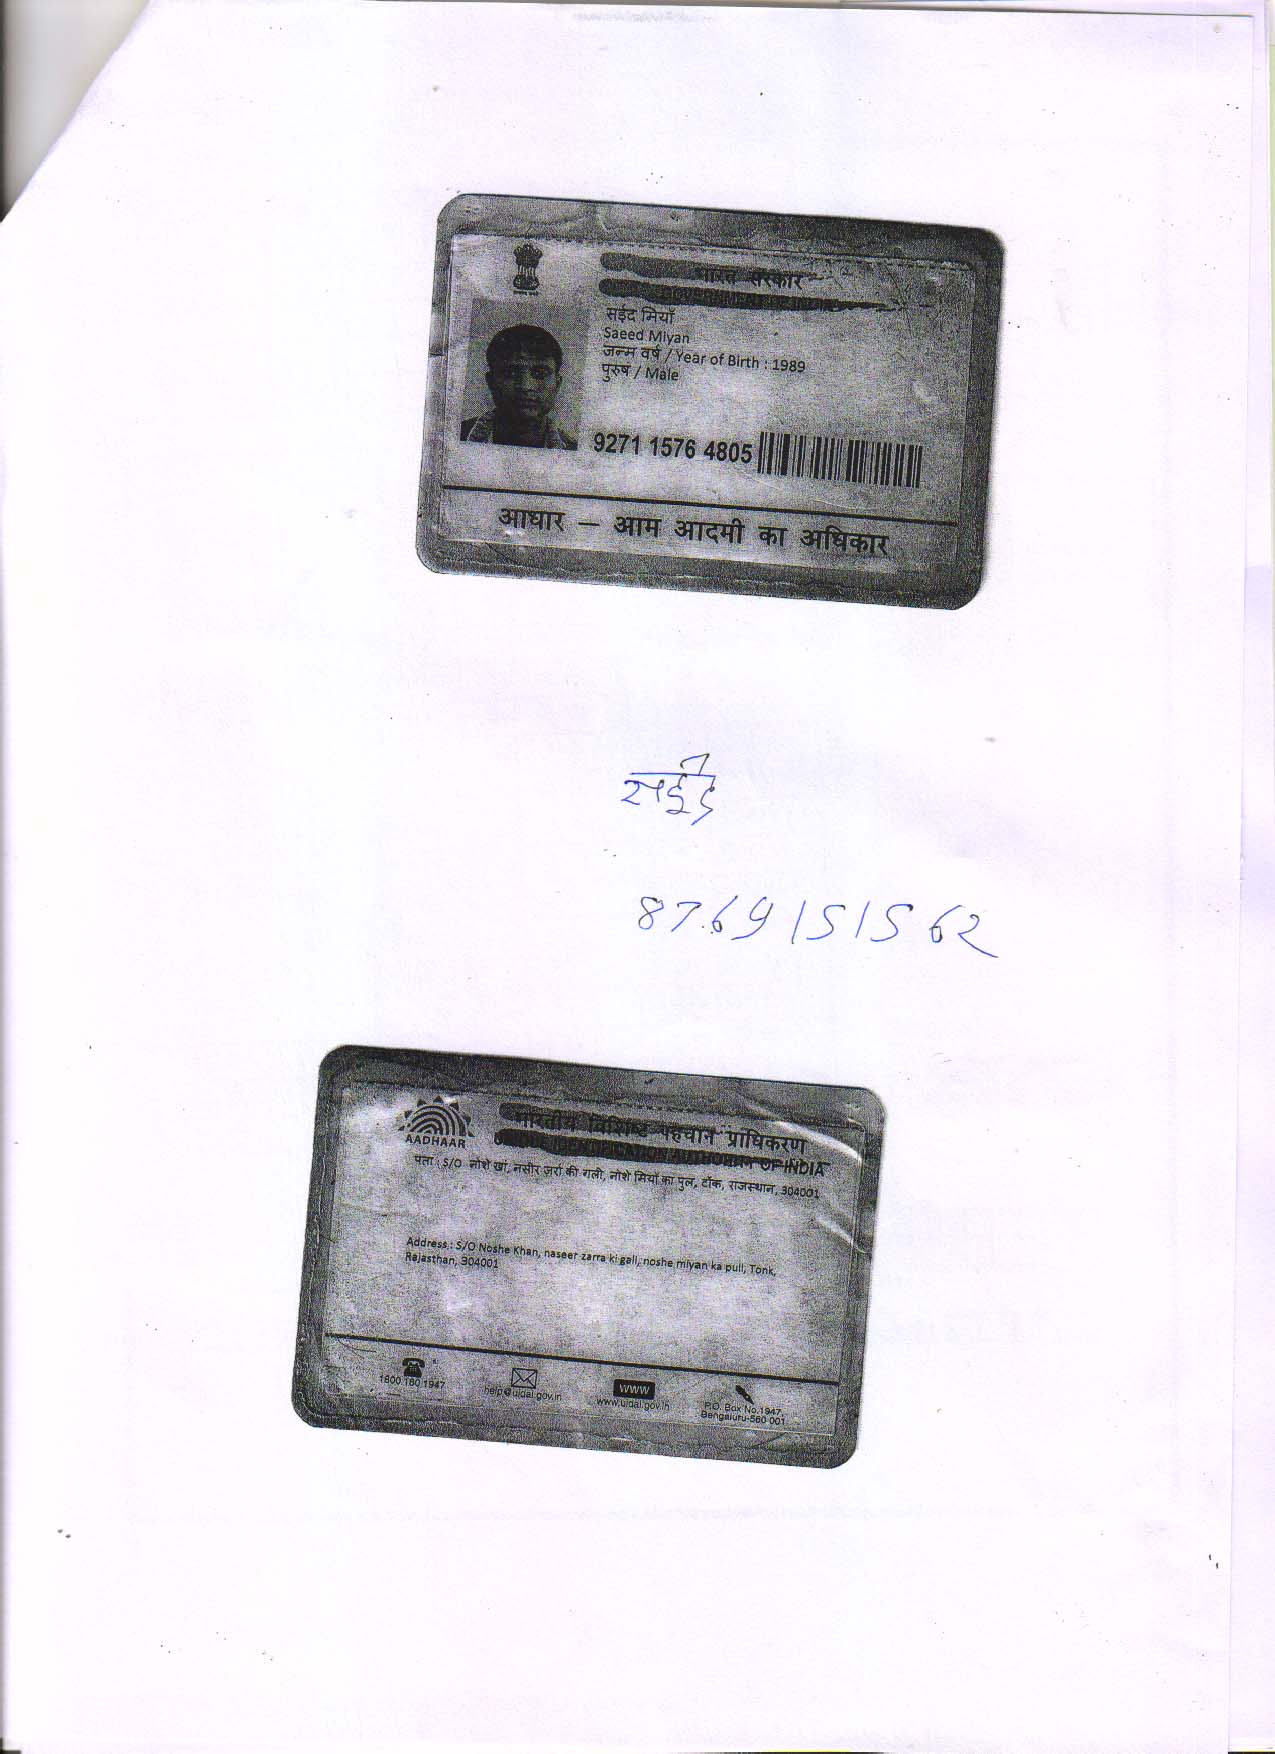 भारत सरकार
GOVERNMENT OF INDIA
सईद मियाँ
Saeed Miyan
जन्म वर्ष / Year of Birth : 1989
पुरुष / Male
9271 1576 4805
आधार – आम आदमी का अधिकार
सईद
8769151562
AADHAAR
भारतीय विशिष्ट पहचान प्राधिकरण
IDENTIFICATION AUTHORITY OF INDIA
पता : S/O नोशे खां, नसीर ज़र्रा की गली, नोशे मियाँ का पुल, टोंक, राजस्थान, 304001
Address : S/O Noshe Khan, naseer zarra ki gali, noshe miyan ka pull, Tonk,
Rajasthan, 304001
1800 180 1947
help@uidai.gov.in
www
www.uidai.gov.in
P.O. Box No.1947,
Bengaluru-560 001